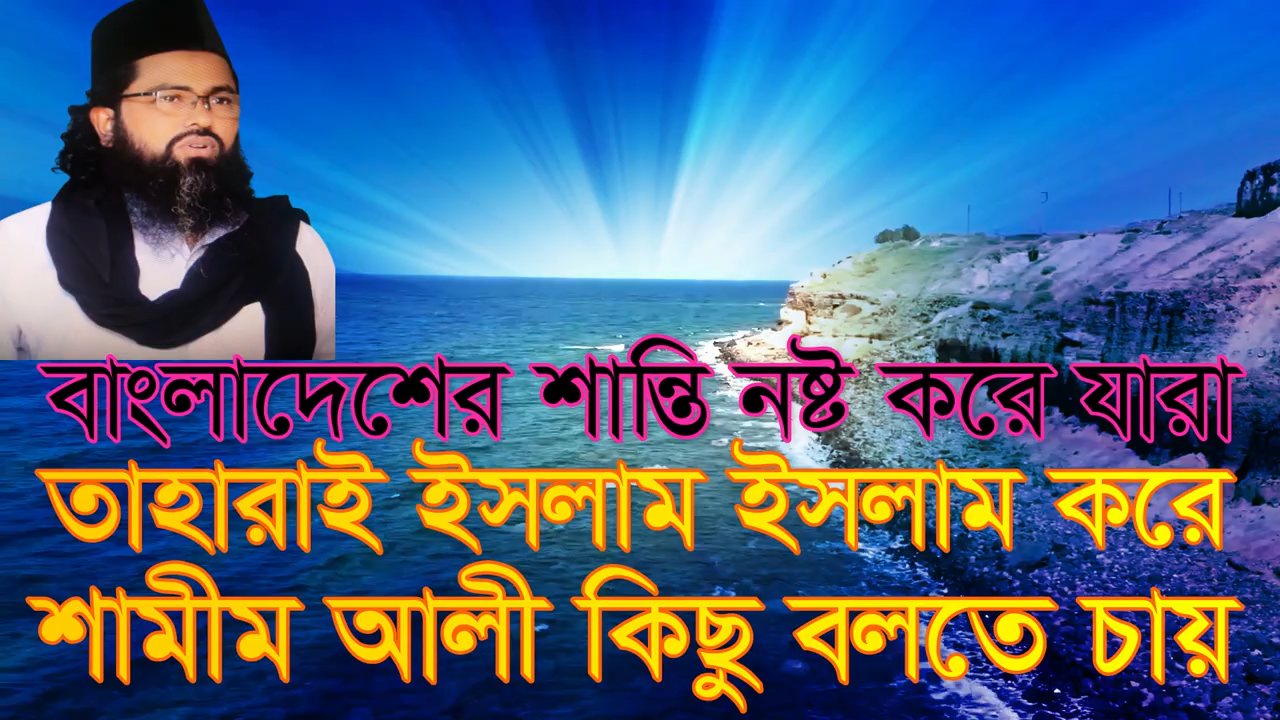 বাংলাদেশের শান্তি নষ্ট করে যারা
তাহারাই ইসলাম ইসলাম করে
শামীম আলী কিছু বলতে চায়